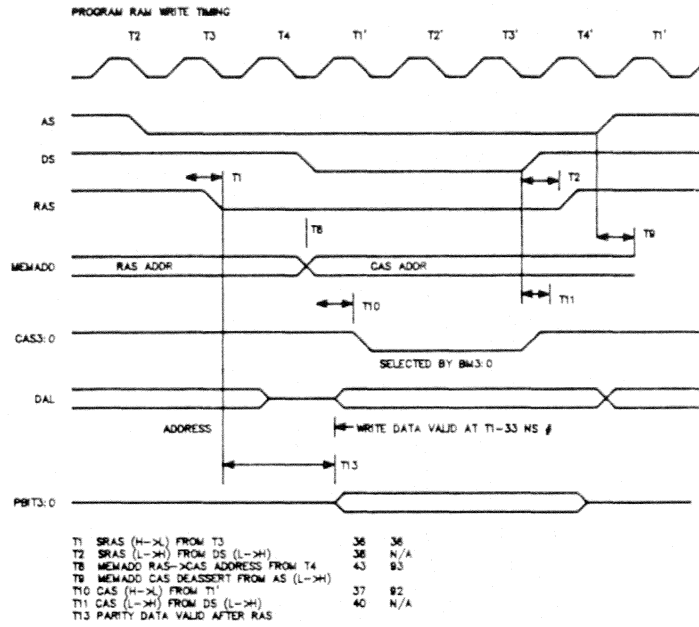 PROGRAM RAM WRITE TIMING
T2 T3 T4 T1' T2' T3' T4' T1'
AS
DS
T1 T2
RAS
T8 T9
MEMADD RAS ADDR CAS ADDR
T10 T11
CAS3:0
SELECTED BY BM3:0
DAL
ADDRESS WRITE DATA VALID AT T1-33 NS #
T13
PBIT3:0
T1 SRAS (H->L) FROM T3 36 36
T2 SRAS (L->H) FROM DS (L->H) 38 N/A
T8 MEMADD RAS->CAS ADDRESS FROM T4 43 93
T9 MEMADD CAS DEASSERT FROM AS (L->H)
T10 CAS (H->L) FROM T1' 37 92
T11 CAS (L->H) FROM DS (L->H) 40 N/A
T13 PARITY DATA VALID AFTER RAS